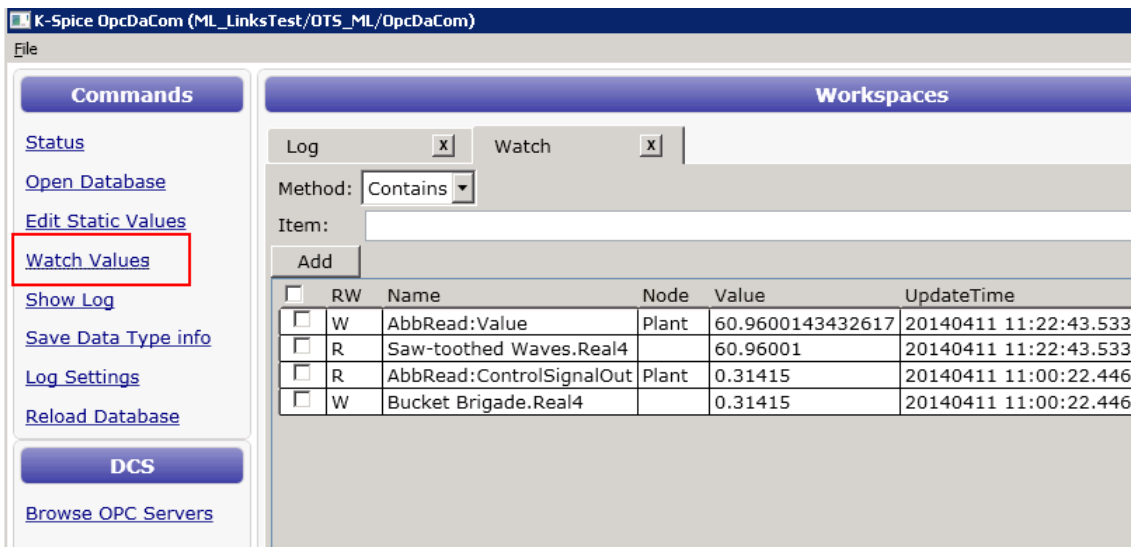 K-Spice OpcDaCom (ML_LinksTest/OTS_ML/OpcDaCom)
File
Commands
Status
Open Database
Edit Static Values
Watch Values
Show Log
Save Data Type info
Log Settings
Reload Database
DCS
Browse OPC Servers
Workspaces
Log X Watch X
Method: Contains
Item:
Add
RW Name Node Value UpdateTime
W AbbRead:Value Plant 60.9600143432617 20140411 11:22:43.533
R Saw-toothed Waves.Real4 60.96001 20140411 11:22:43.533
R AbbRead:ControlSignalOut Plant 0.31415 20140411 11:00:22.446
W Bucket Brigade.Real4 0.31415 20140411 11:00:22.446